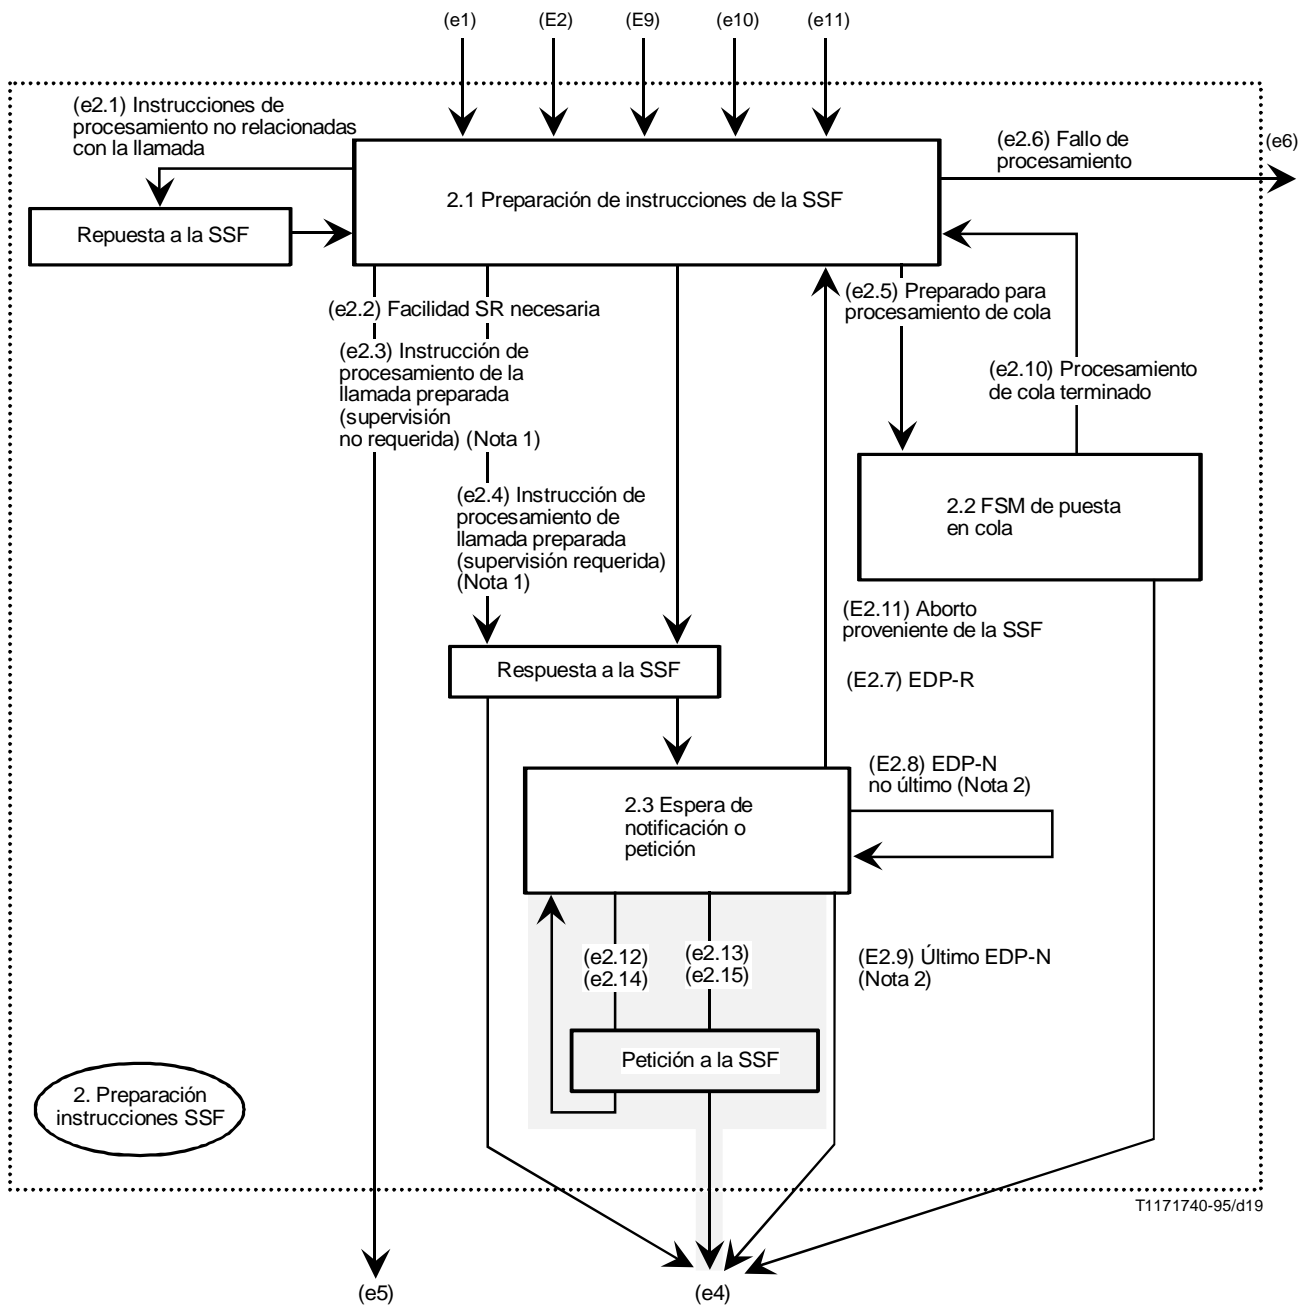 (e1)
(E2)
(E9)
(e10)
(e11)
(e2.1) Instrucciones de
procesamiento no relacionadas
con la llamada
(e2.6) Fallo de
procesamiento
(e6)
2.1 Preparación de instrucciones de la SSF
Repuesta a la SSF
(e2.2) Facilidad SR necesaria
(e2.5) Preparado para
procesamiento de cola
(e2.3) Instrucción de
procesamiento de la
llamada preparada
(supervisión
no requerida) (Nota 1)
(e2.10) Procesamiento
de cola terminado
(e2.4) Instrucción de
procesamiento de
llamada preparada
(supervisión requerida)
(Nota 1)
2.2 FSM de puesta
en cola
(E2.11) Aborto
proveniente de la SSF
Respuesta a la SSF
(E2.7) EDP-R
(E2.8) EDP-N
no último (Nota 2)
2.3 Espera de
notificación o
petición
(e2.12)
(e2.14)
(e2.13)
(e2.15)
(E2.9) Último EDP-N
(Nota 2)
Petición a la SSF
2. Preparación
instrucciones SSF
T1171740-95/d19
(e5)
(e4)